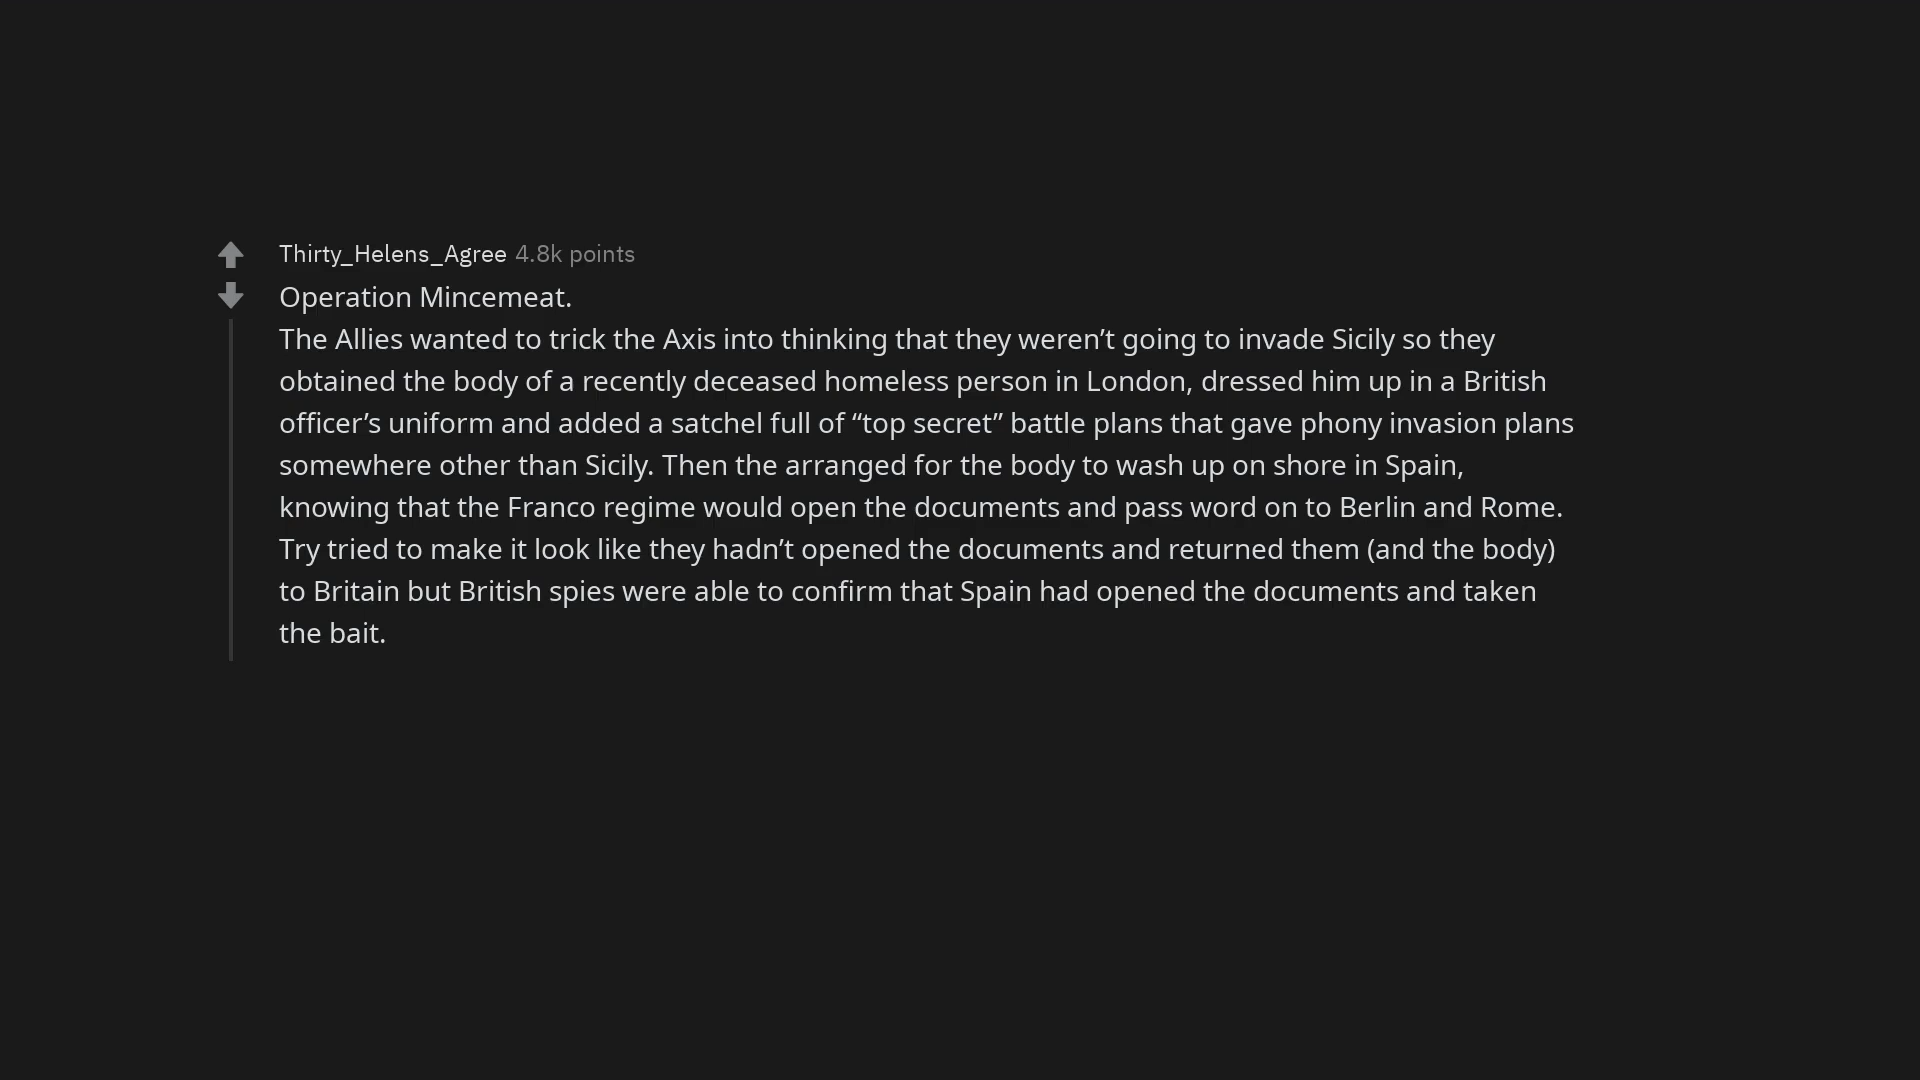 Thirty_Helens_Agree 4.8k points
Operation Mincemeat.
The Allies wanted to trick the Axis into thinking that they weren’t going to invade Sicily so they
obtained the body of a recently deceased homeless person in London, dressed him up in a British
officer’s uniform and added a satchel full of “top secret” battle plans that gave phony invasion plans
somewhere other than Sicily. Then the arranged for the body to wash up on shore in Spain,
knowing that the Franco regime would open the documents and pass word on to Berlin and Rome.
Try tried to make it look like they hadn’t opened the documents and returned them (and the body)
to Britain but British spies were able to confirm that Spain had opened the documents and taken
the bait.